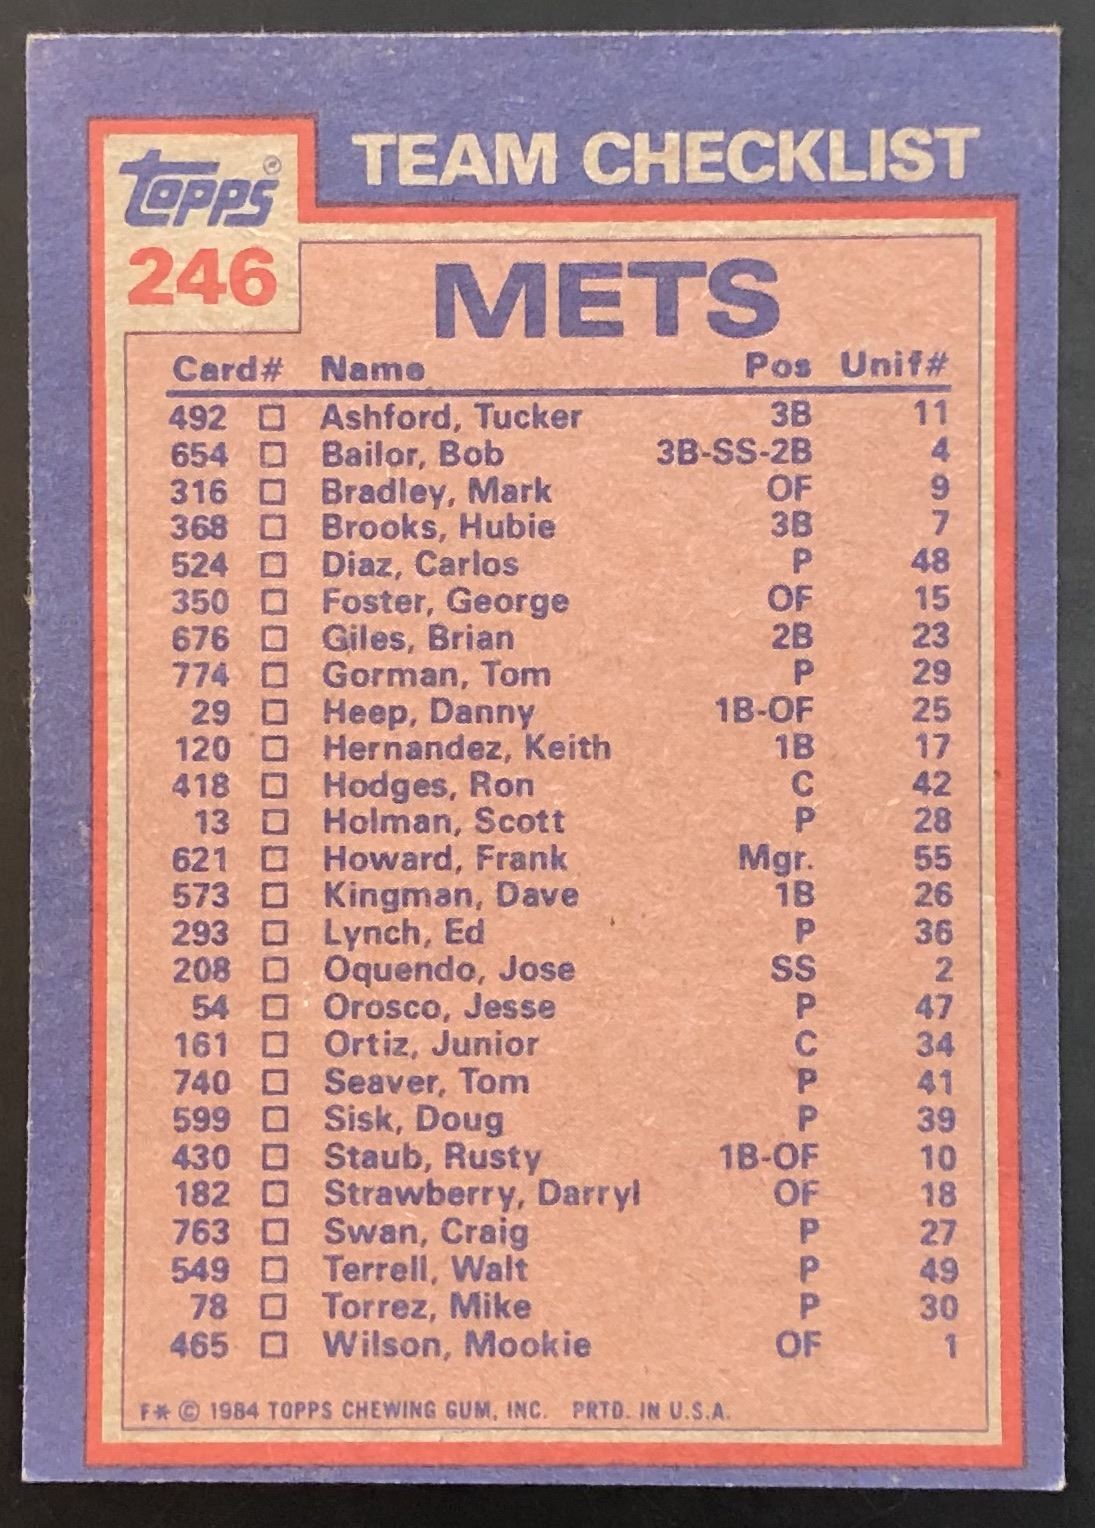 TOPPS®
TEAM CHECKLIST
246
METS
Card# Name Pos Unif#
492 □ Ashford, Tucker 3B 11
654 □ Bailor, Bob 3B-SS-2B 4
316 □ Bradley, Mark OF 9
368 □ Brooks, Hubie 3B 7
524 □ Diaz, Carlos P 48
350 □ Foster, George OF 15
676 □ Giles, Brian 2B 23
774 □ Gorman, Tom P 29
29 □ Heep, Danny 1B-OF 25
120 □ Hernandez, Keith 1B 17
418 □ Hodges, Ron C 42
13 □ Holman, Scott P 28
621 □ Howard, Frank Mgr. 55
573 □ Kingman, Dave 1B 26
293 □ Lynch, Ed P 36
208 □ Oquendo, Jose SS 2
54 □ Orosco, Jesse P 47
161 □ Ortiz, Junior C 34
740 □ Seaver, Tom P 41
599 □ Sisk, Doug P 39
430 □ Staub, Rusty 1B-OF 10
182 □ Strawberry, Darryl OF 18
763 □ Swan, Craig P 27
549 □ Terrell, Walt P 49
78 □ Torrez, Mike P 30
465 □ Wilson, Mookie OF 1
F* © 1984 TOPPS CHEWING GUM, INC. PRTD. IN U.S.A.